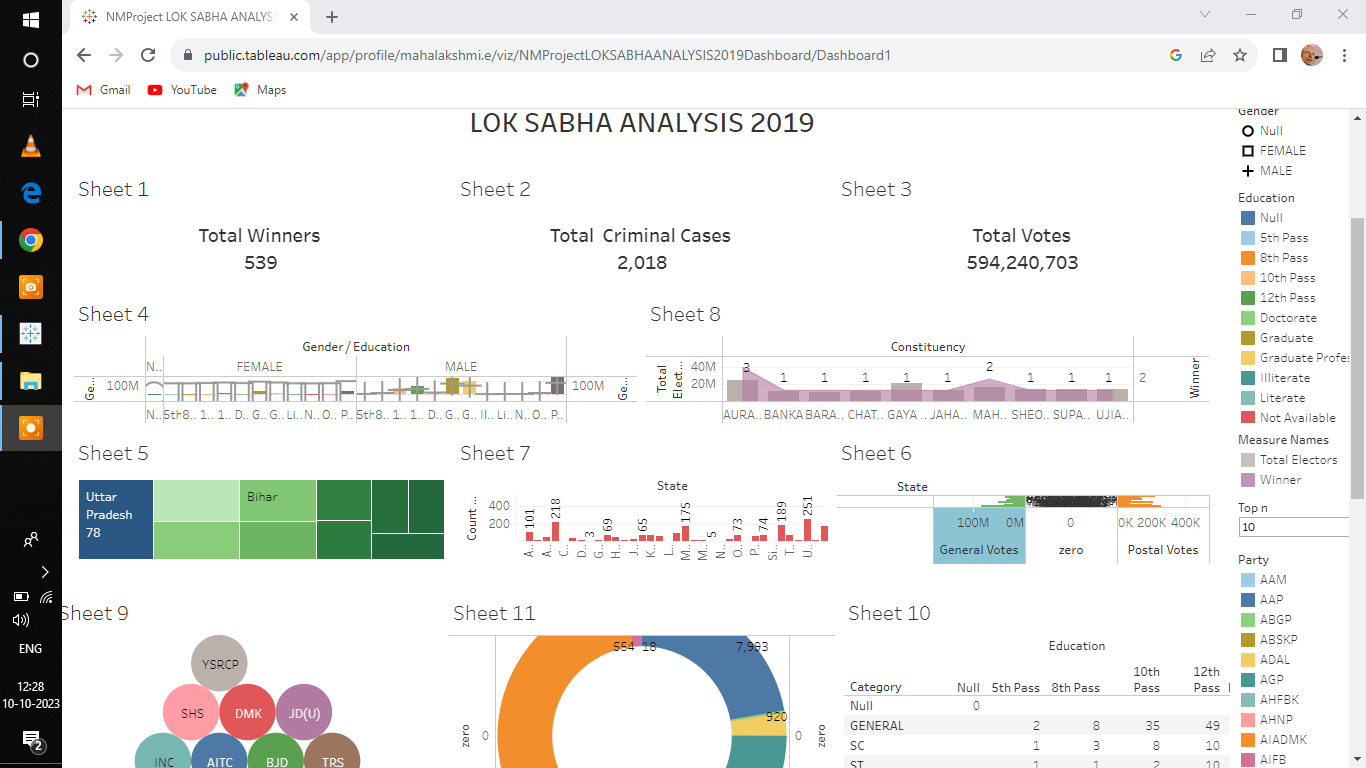 NMProject LOK SABHA ANALYSIS
public.tableau.com/app/profile/mahalakshmi.e/viz/NMProjectLOKSABHAANALYSIS2019Dashboard/Dashboard1
Gmail YouTube Maps
LOK SABHA ANALYSIS 2019
Sheet 1 Sheet 2 Sheet 3
Total Winners Total Criminal Cases Total Votes
539 2,018 594,240,703
Sheet 4
Gender / Education
N.. FEMALE MALE
Ge...
100M 100M
Ge...
N.. 5th 8.. 1.. 1.. D.. G.. G.. Li.. N.. O.. P.. 5th 8.. 1.. 1.. D.. G.. G.. Il.. Li.. N.. O.. P..
Sheet 8
Constituency
Total Elect...
40M
20M
3 1 1 1 1 1 2 1 1 1 2
Winner
AURA.. BANKA BARA.. CHAT.. GAYA JAHA.. MAH.. SHEO.. SUPA.. UJIA..
Sheet 5
Uttar
Pradesh
78
Bihar
Sheet 7
State
Count ...
400
200
101 218 3 69 65 175 5 73 74 189 251
A.. A.. C.. D.. G.. H.. J.. K.. L.. M.. M.. N.. O.. P.. Si.. T.. U..
Sheet 6
State
100M 0M 0 0K 200K 400K
General Votes zero Postal Votes
Sheet 9
YSRCP
SHS DMK JD(U)
INC AITC BJD TRS
Sheet 11
554 18 7,993
920
zero 0 0 zero
Sheet 10
Education
Category Null 5th Pass 8th Pass 10th Pass 12th Pass
Null 0
GENERAL 2 8 35 49
SC 1 3 8 10
ST 1 1 2 10
Gender
Null
FEMALE
MALE
Education
Null
5th Pass
8th Pass
10th Pass
12th Pass
Doctorate
Graduate
Graduate Profes
Illiterate
Literate
Not Available
Measure Names
Total Electors
Winner
Top n
10
Party
AAM
AAP
ABGP
ABSKP
ADAL
AGP
AHFBK
AHNP
AIADMK
AIFB
ENG
12:28
10-10-2023
2